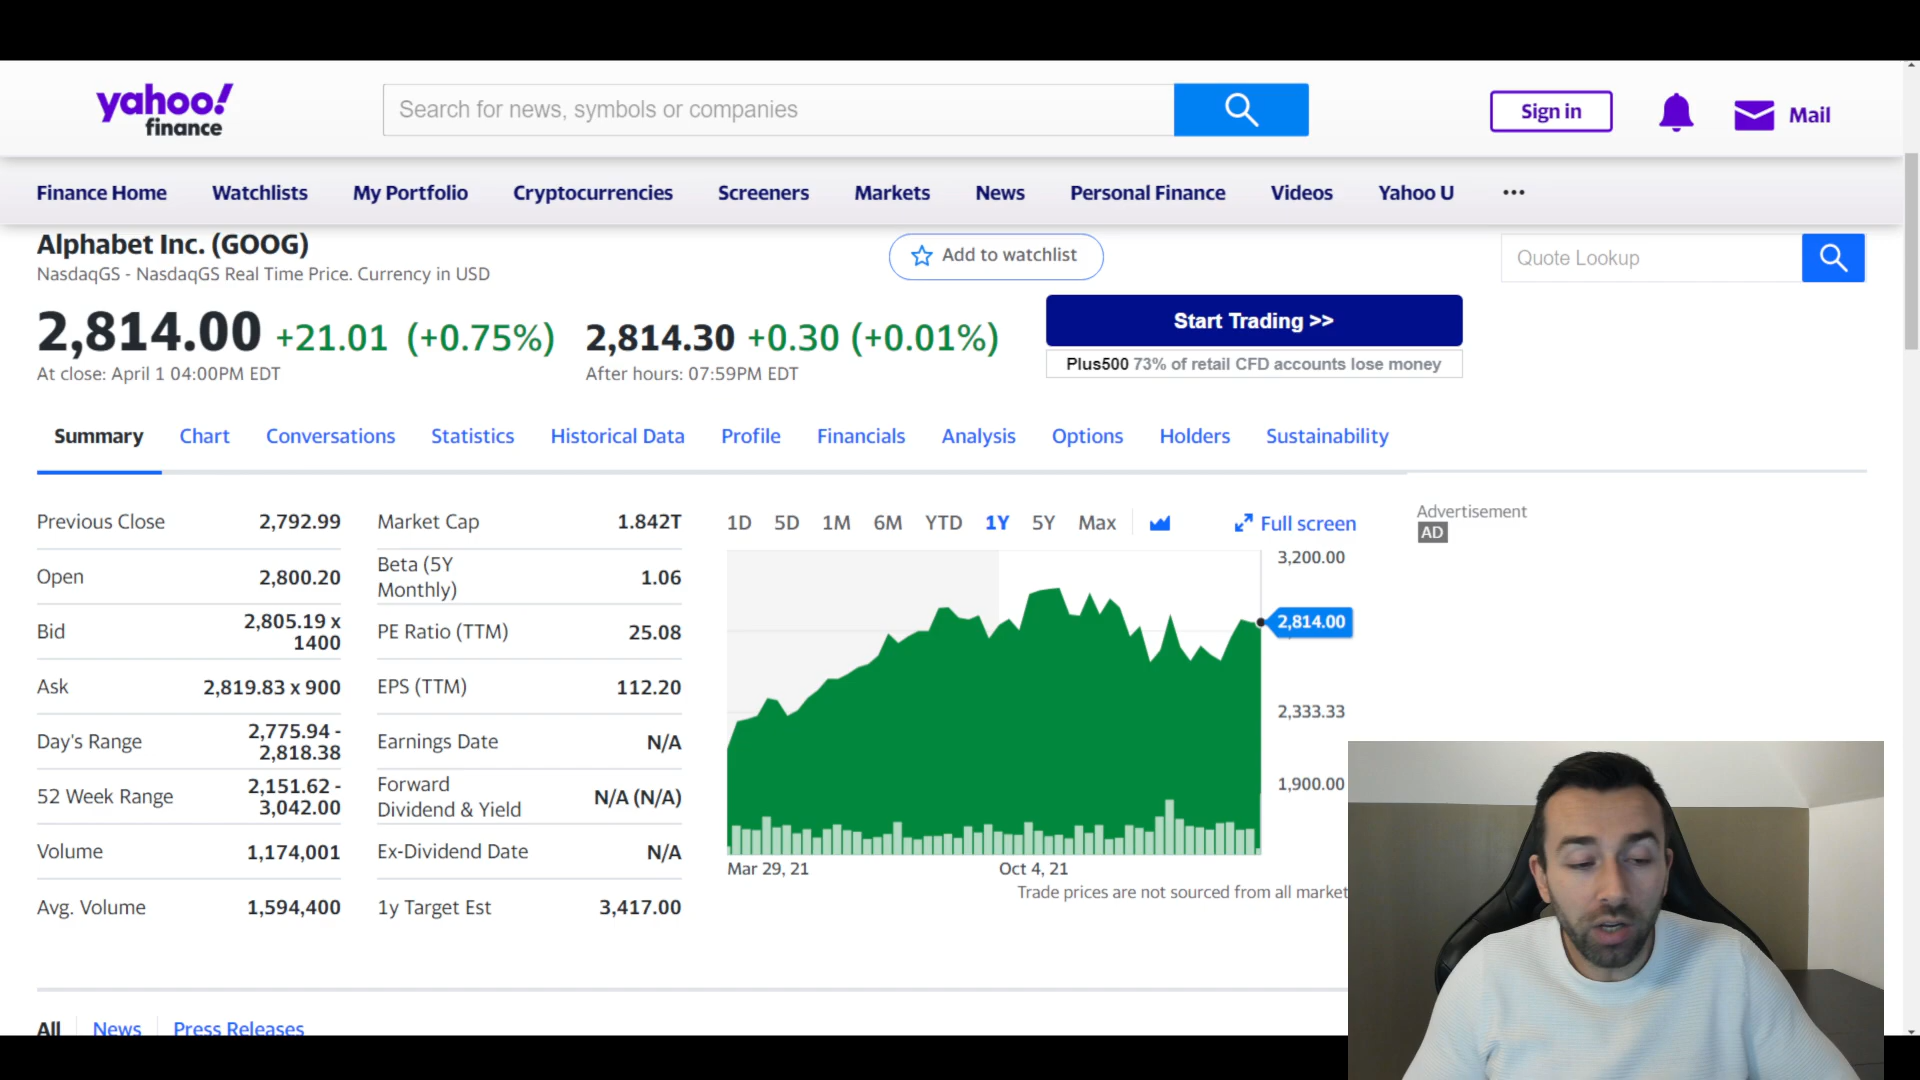 yahoo!
finance
Search for news, symbols or companies
Sign in
Mail
Finance Home Watchlists My Portfolio Cryptocurrencies Screeners Markets News Personal Finance Videos Yahoo U ...
Alphabet Inc. (GOOG)
NasdaqGS - NasdaqGS Real Time Price. Currency in USD
Add to watchlist
Quote Lookup
2,814.00 +21.01 (+0.75%)
At close: April 1 04:00PM EDT
2,814.30 +0.30 (+0.01%)
After hours: 07:59PM EDT
Start Trading >>
Plus500 73% of retail CFD accounts lose money
Summary Chart Conversations Statistics Historical Data Profile Financials Analysis Options Holders Sustainability
Previous Close 2,792.99
Open 2,800.20
Bid 2,805.19 x
1400
Ask 2,819.83 x 900
Day's Range 2,775.94 -
2,818.38
52 Week Range 2,151.62 -
3,042.00
Volume 1,174,001
Avg. Volume 1,594,400
Market Cap 1.842T
Beta (5Y
Monthly) 1.06
PE Ratio (TTM) 25.08
EPS (TTM) 112.20
Earnings Date N/A
Forward
Dividend & Yield N/A (N/A)
Ex-Dividend Date N/A
1y Target Est 3,417.00
1D 5D 1M 6M YTD 1Y 5Y Max
Full screen
3,200.00
2,814.00
2,333.33
1,900.00
Mar 29, 21 Oct 4, 21
Trade prices are not sourced from all market
Advertisement
AD
All News Press Releases